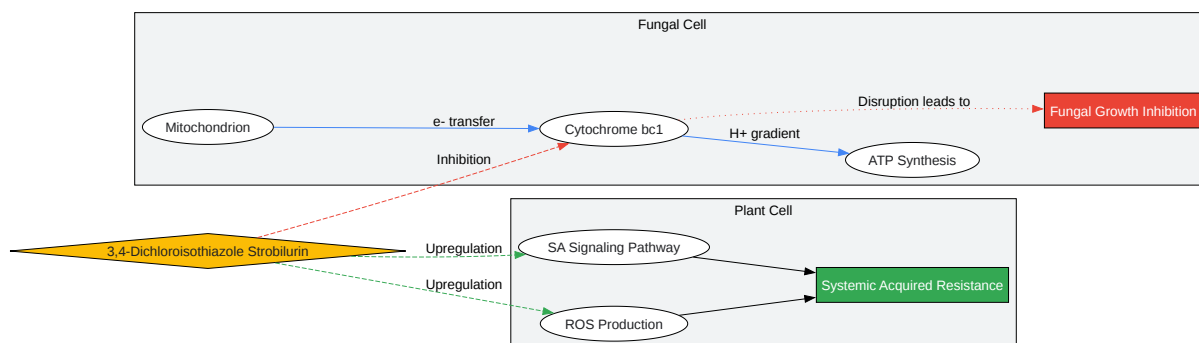 Fungal Cell
Mitochondrion
e- transfer
Cytochrome bc1
Disruption leads to
Fungal Growth Inhibition
H+ gradient
ATP Synthesis
Inhibition
3,4-Dichloroisothiazole Strobilurin
Plant Cell
Upregulation
SA Signaling Pathway
Upregulation
ROS Production
Systemic Acquired Resistance